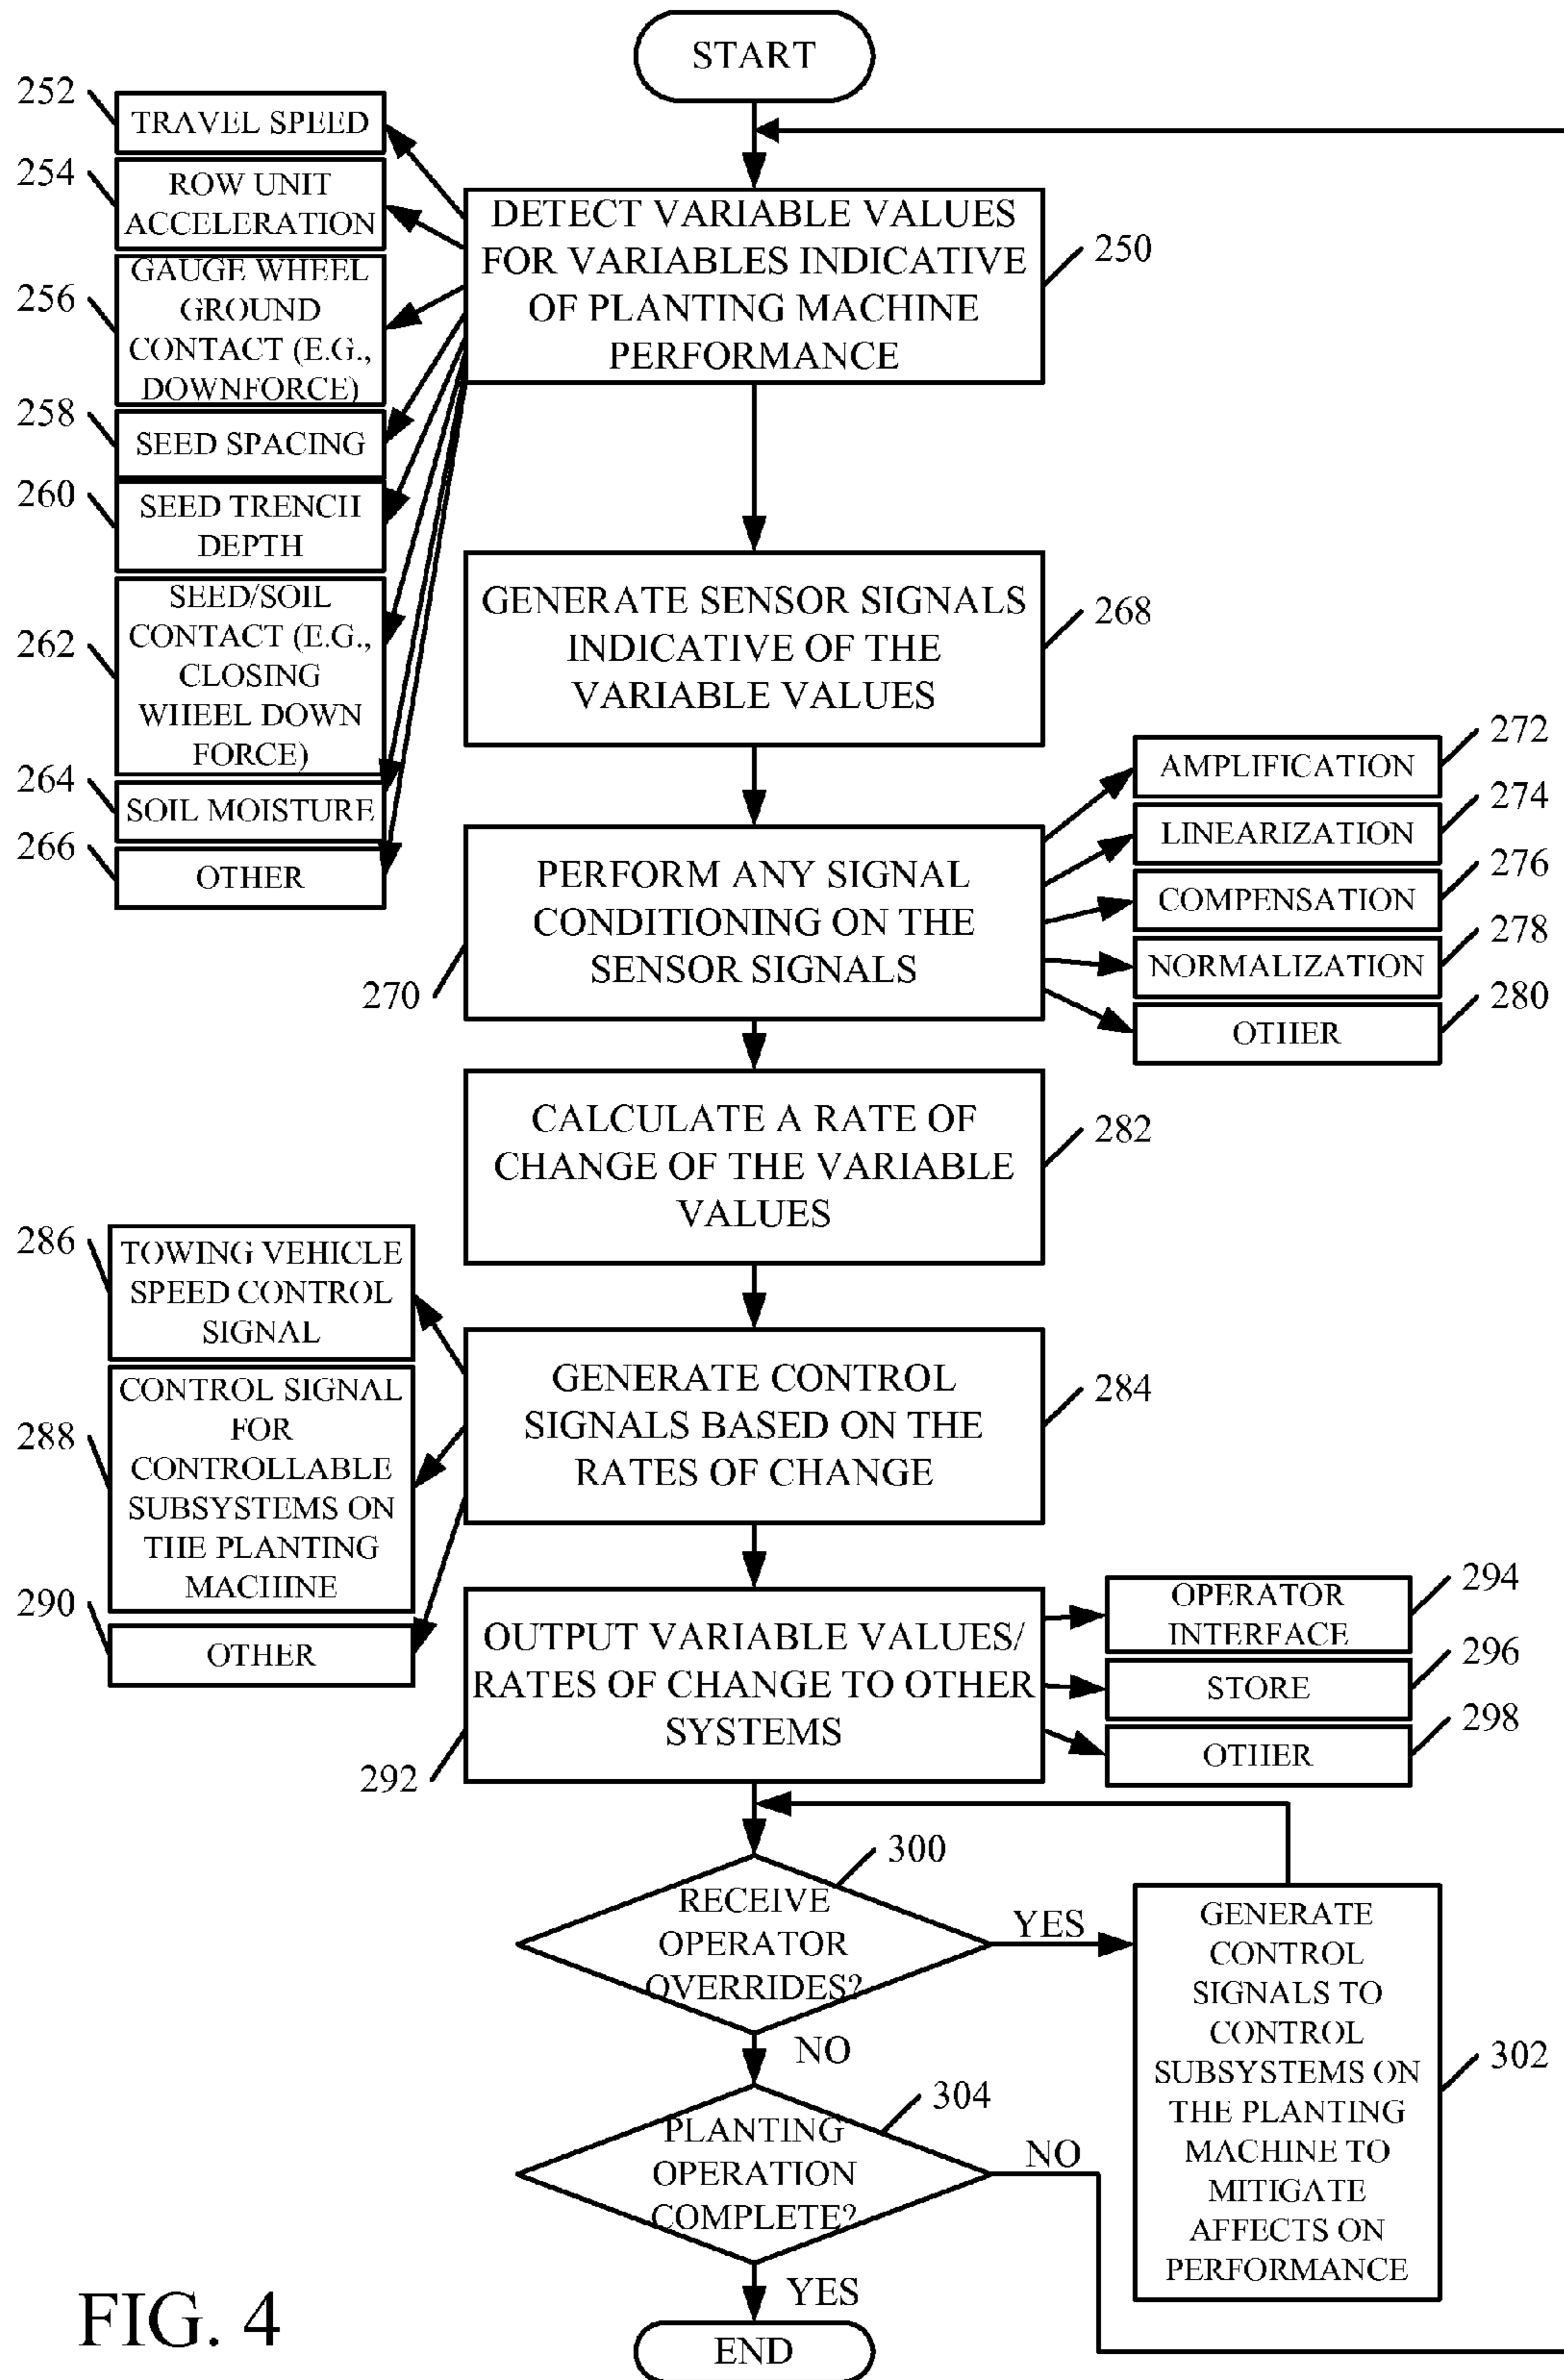 START
252
TRAVEL SPEED
254
ROW UNIT
ACCELERATION
256
GAUGE WHEEL
GROUND
CONTACT (E.G.,
DOWNFORCE)
258
SEED SPACING
260
SEED TRENCH
DEPTH
262
SEED/SOIL
CONTACT (E.G.,
CLOSING
WHEEL DOWN
FORCE)
264
SOIL MOISTURE
266
OTHER
DETECT VARIABLE VALUES
FOR VARIABLES INDICATIVE
OF PLANTING MACHINE
PERFORMANCE
250
GENERATE SENSOR SIGNALS
INDICATIVE OF THE
VARIABLE VALUES
268
PERFORM ANY SIGNAL
CONDITIONING ON THE
SENSOR SIGNALS
270
AMPLIFICATION
272
LINEARIZATION
274
COMPENSATION
276
NORMALIZATION
278
OTHER
280
CALCULATE A RATE OF
CHANGE OF THE VARIABLE
VALUES
282
286
TOWING VEHICLE
SPEED CONTROL
SIGNAL
288
CONTROL SIGNAL
FOR
CONTROLLABLE
SUBSYSTEMS ON
THE PLANTING
MACHINE
290
OTHER
GENERATE CONTROL
SIGNALS BASED ON THE
RATES OF CHANGE
284
OUTPUT VARIABLE VALUES/
RATES OF CHANGE TO OTHER
SYSTEMS
292
OPERATOR
INTERFACE
294
STORE
296
OTHER
298
RECEIVE
OPERATOR
OVERRIDES?
300
YES
NO
GENERATE
CONTROL
SIGNALS TO
CONTROL
SUBSYSTEMS ON
THE PLANTING
MACHINE TO
MITIGATE
AFFECTS ON
PERFORMANCE
302
PLANTING
OPERATION
COMPLETE?
304
NO
YES
END
FIG. 4